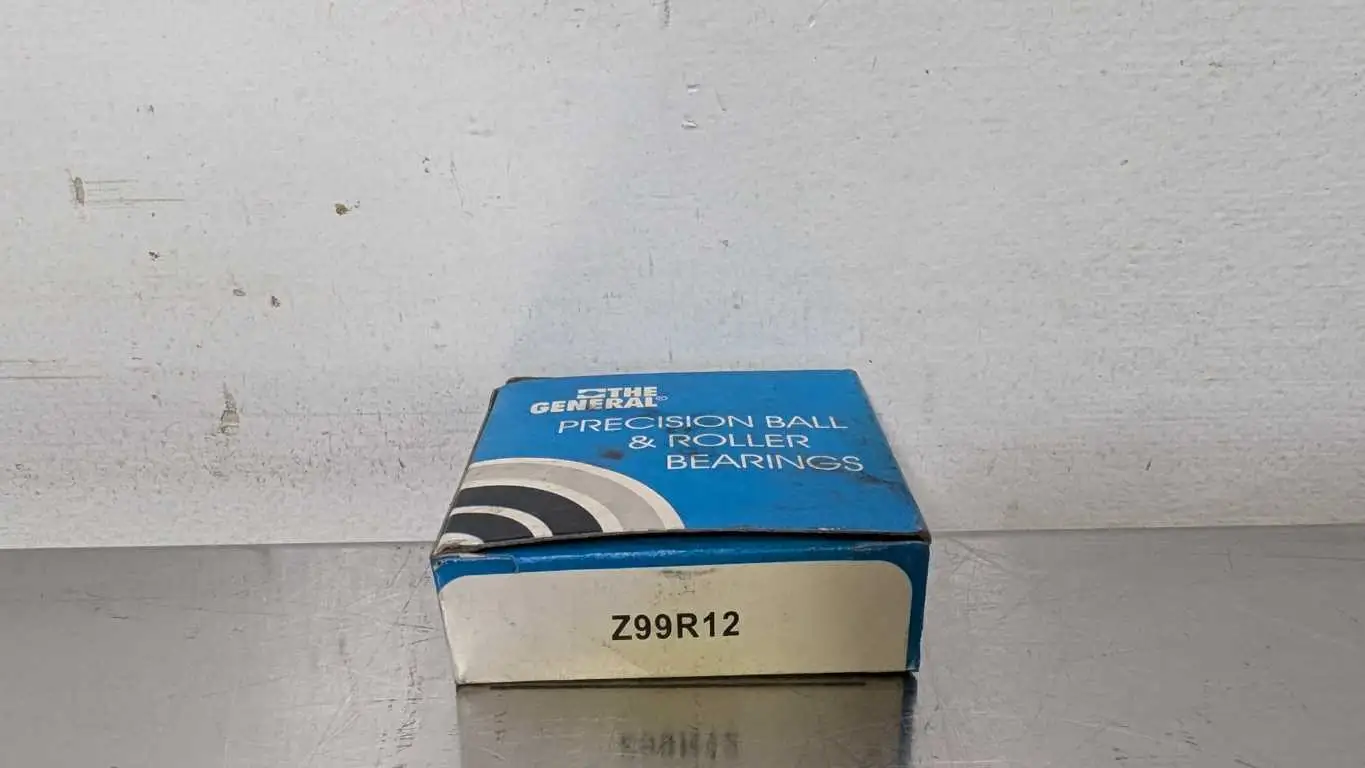 THE
GENERAL®
PRECISION BALL
& ROLLER
BEARINGS
Z99R12